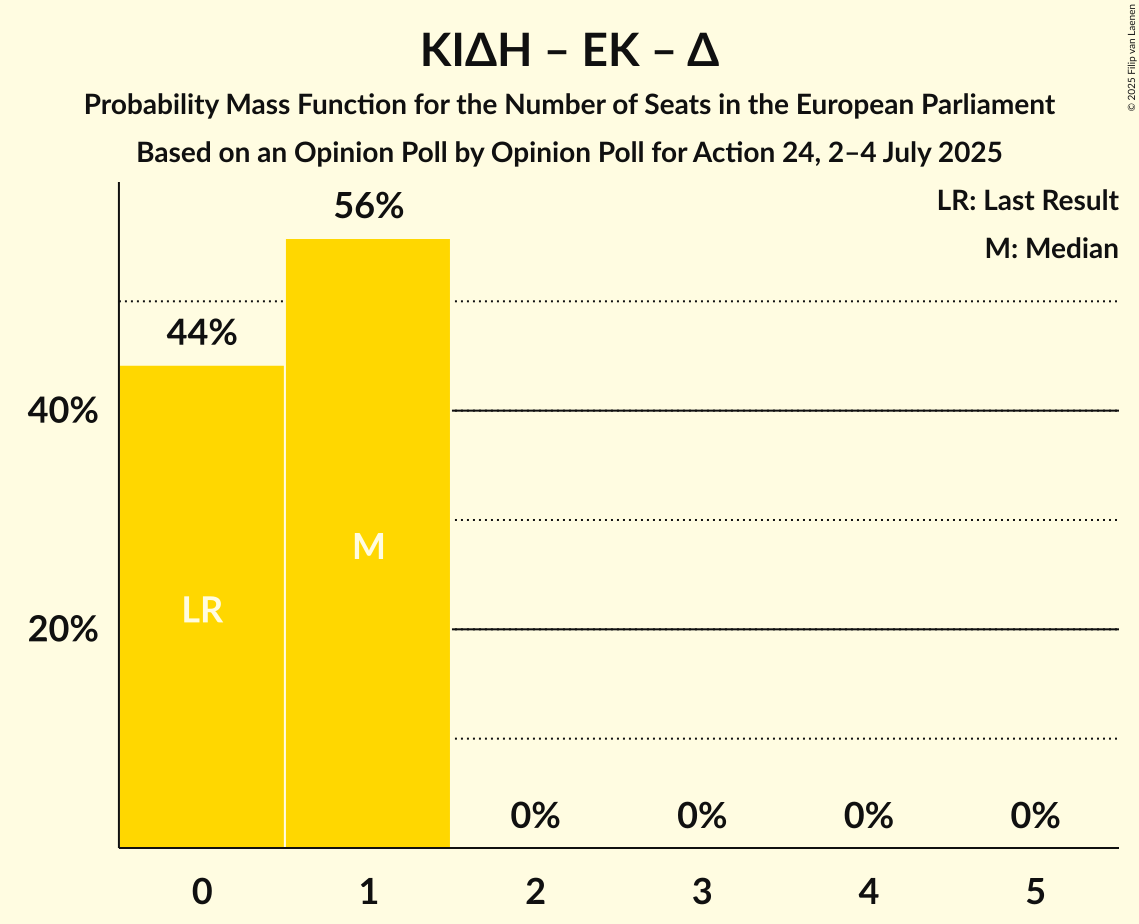 ΚΙΔΗ – ΕΚ – Δ
Probability Mass Function for the Number of Seats in the European Parliament
Based on an Opinion Poll by Opinion Poll for Action 24, 2–4 July 2025
© 2025 Filip van Laenen
LR: Last Result
M: Median
56%
44%
40%
20%
M
LR
0%
0%
0%
0%
0
1
2
3
4
5